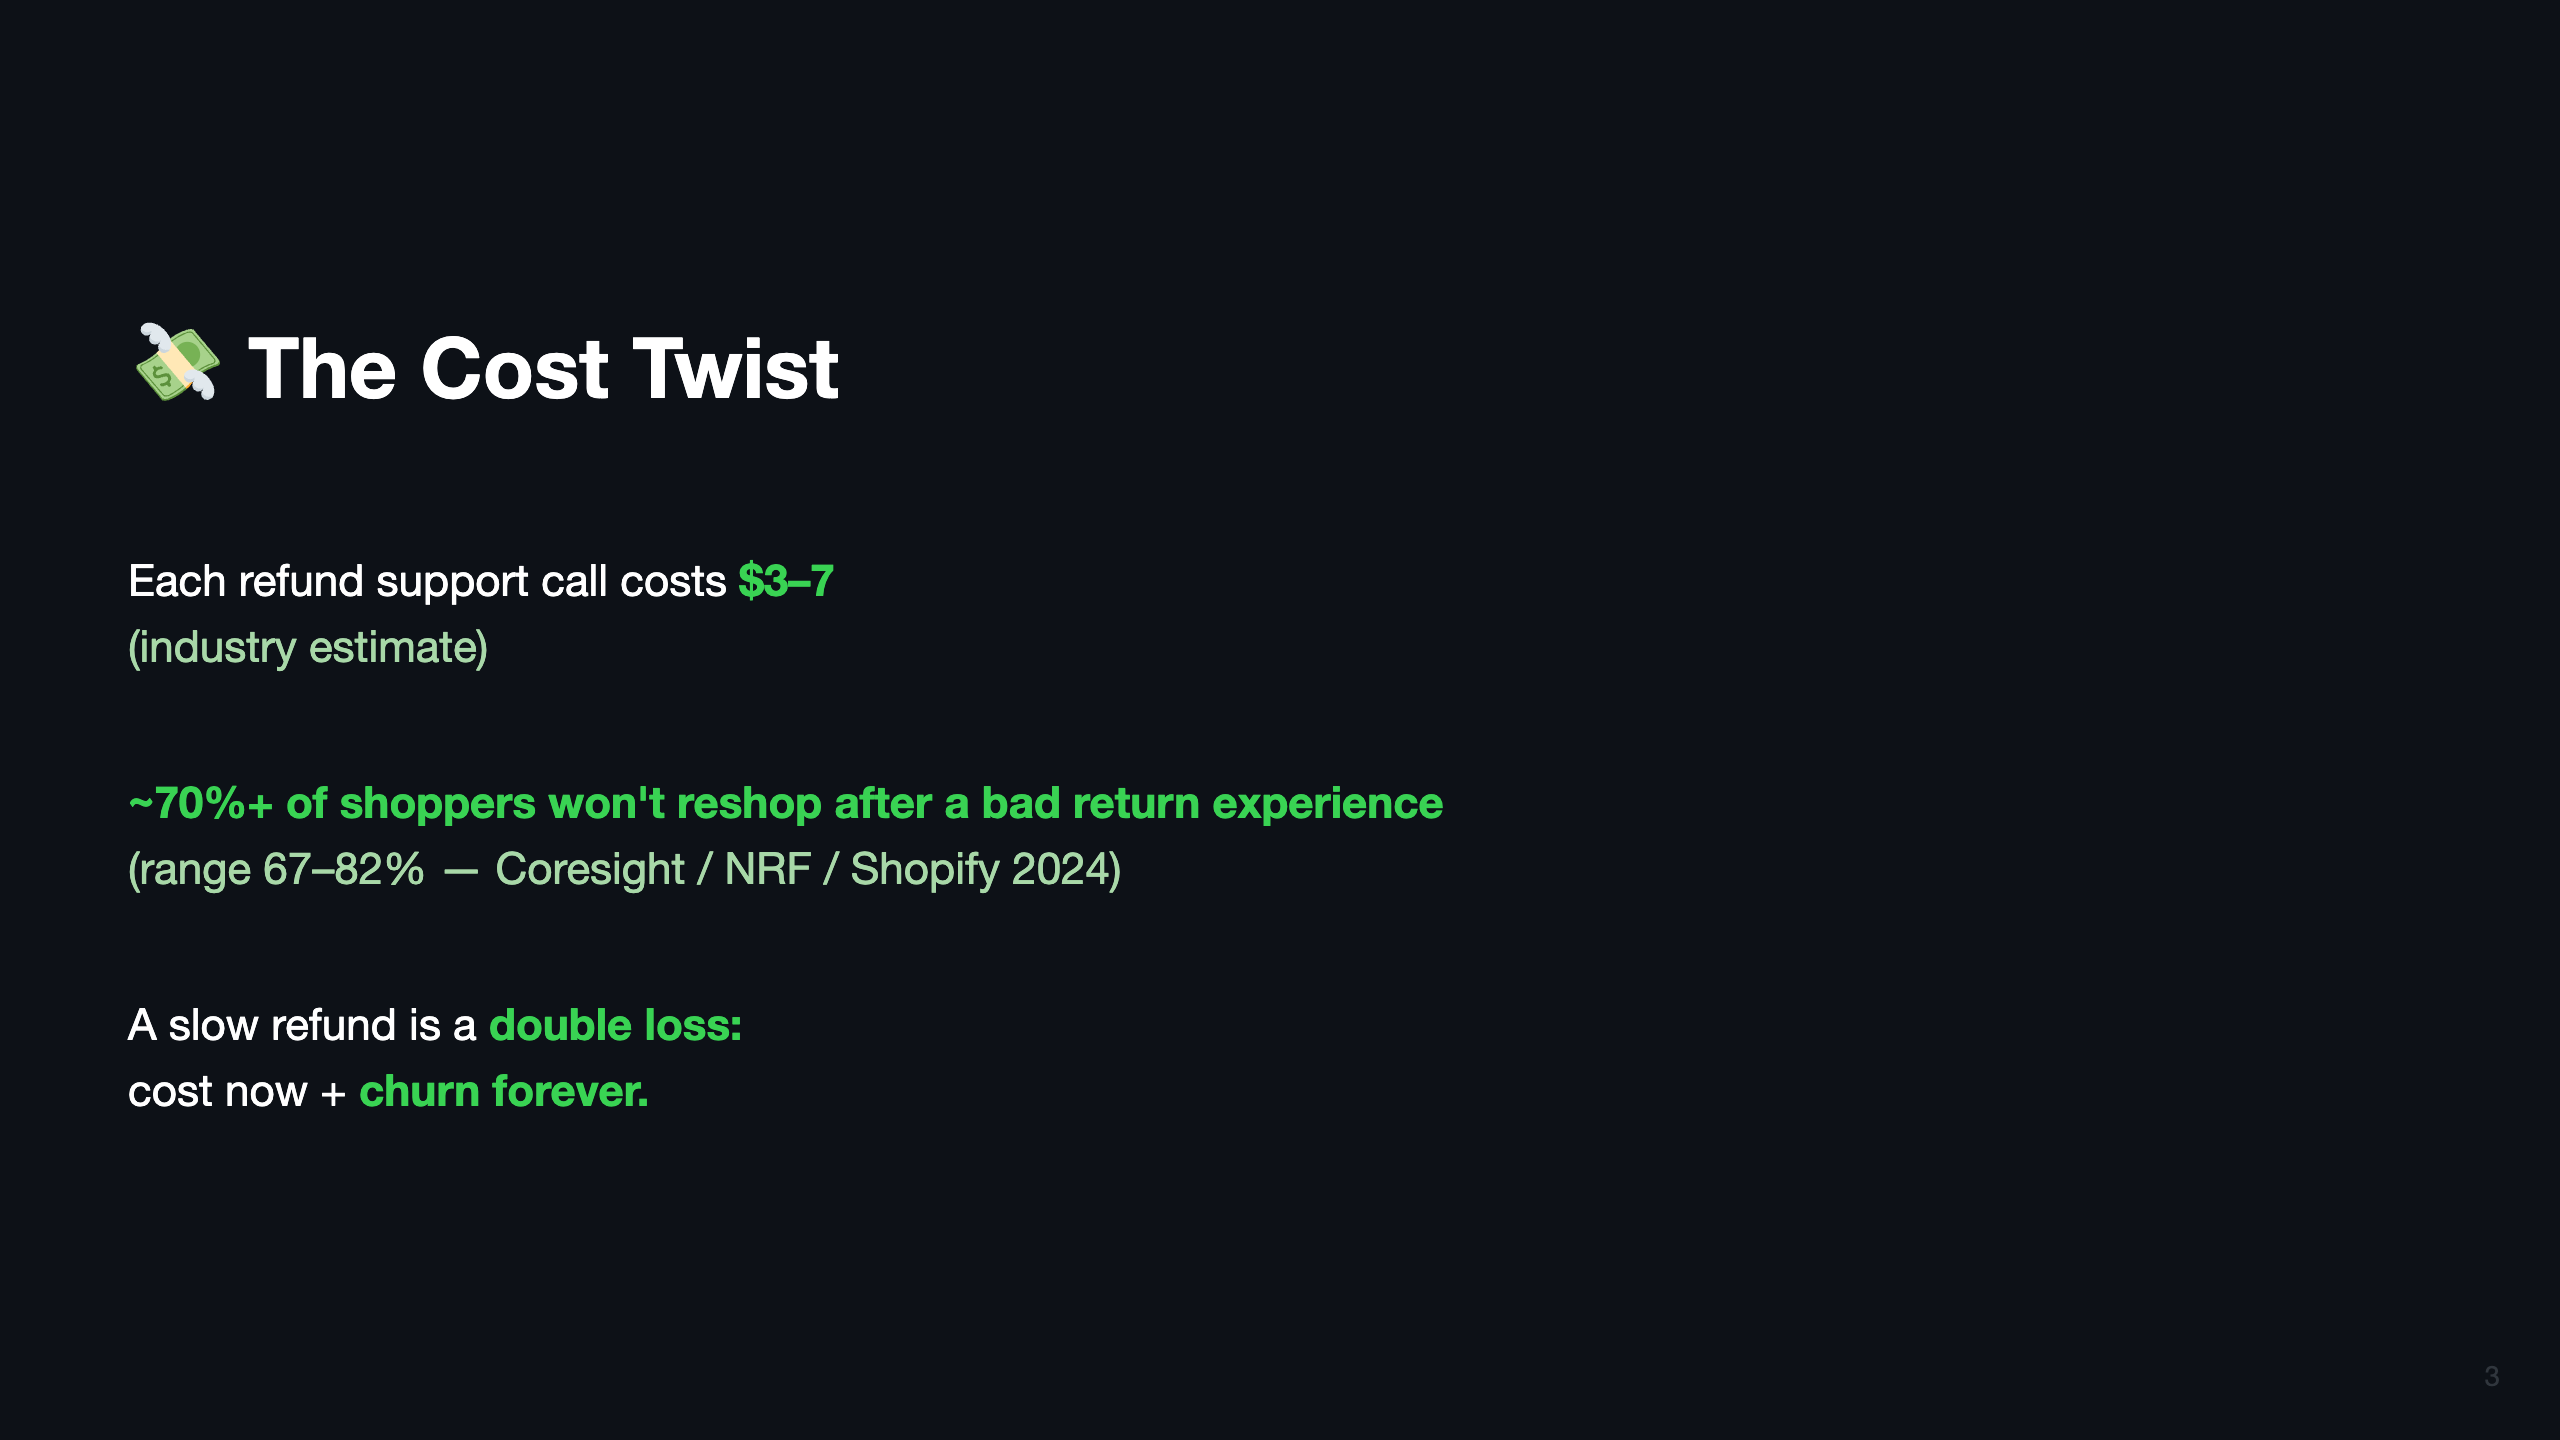 💸 The Cost Twist
Each refund support call costs $3–7
(industry estimate)
~70%+ of shoppers won't reshop after a bad return experience
(range 67–82% — Coresight / NRF / Shopify 2024)
A slow refund is a double loss:
cost now + churn forever.
3